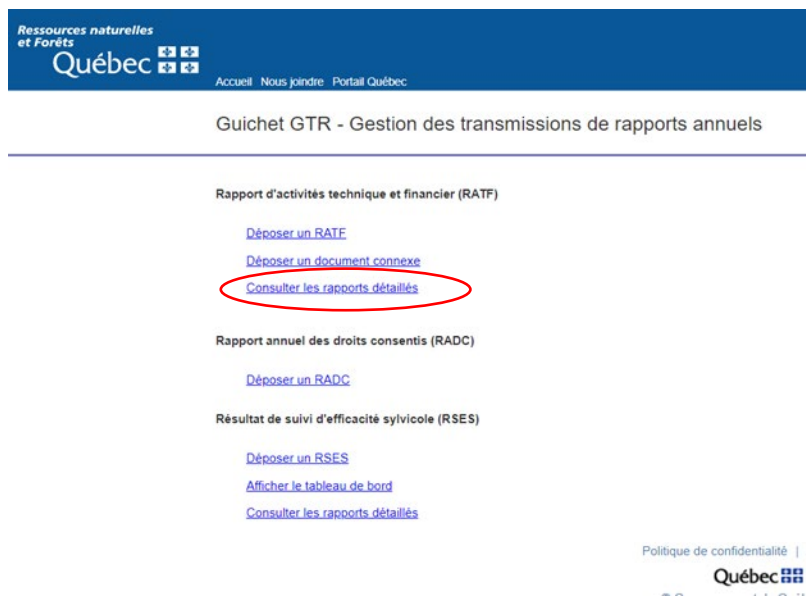 Ressources naturelles
et Forêts
Québec
Accueil Nous joindre Portail Québec
Guichet GTR - Gestion des transmissions de rapports annuels
Rapport d'activités technique et financier (RATF)
Déposer un RATF
Déposer un document connexe
Consulter les rapports détaillés
Rapport annuel des droits consentis (RADC)
Déposer un RADC
Résultat de suivi d'efficacité sylvicole (RSES)
Déposer un RSES
Afficher le tableau de bord
Consulter les rapports détaillés
Politique de confidentialité |
Québec